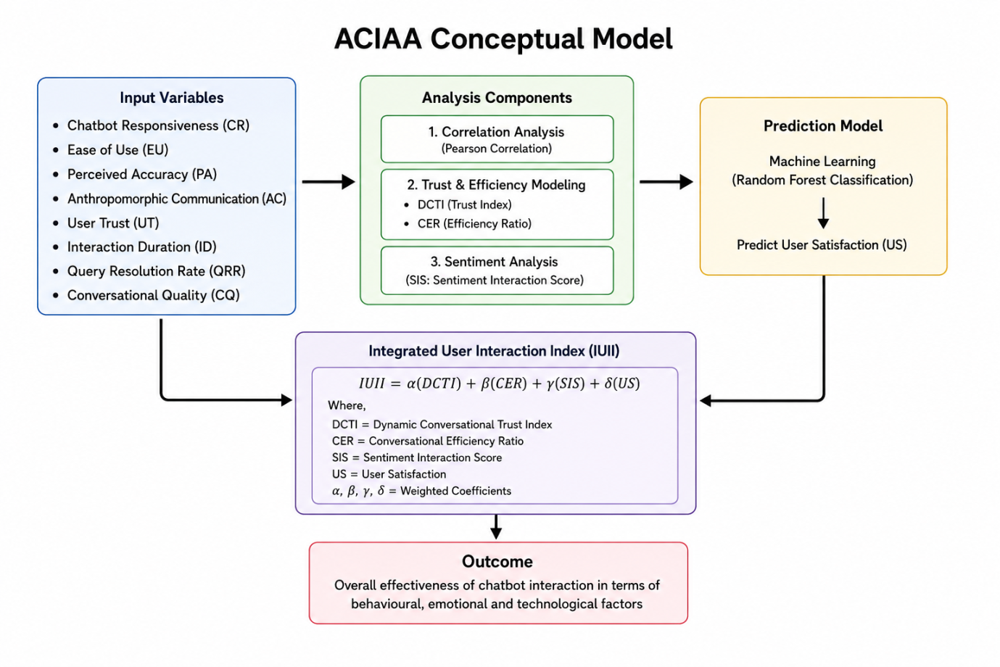 ACIAA Conceptual Model
Input Variables
• Chatbot Responsiveness (CR)
• Ease of Use (EU)
• Perceived Accuracy (PA)
• Anthropomorphic Communication (AC)
• User Trust (UT)
• Interaction Duration (ID)
• Query Resolution Rate (QRR)
• Conversational Quality (CQ)
Analysis Components
1. Correlation Analysis
(Pearson Correlation)
2. Trust & Efficiency Modeling
• DCTI (Trust Index)
• CER (Efficiency Ratio)
3. Sentiment Analysis
(SIS: Sentiment Interaction Score)
Prediction Model
Machine Learning
(Random Forest Classification)
Predict User Satisfaction (US)
Integrated User Interaction Index (IUII)
IUII = α(DCTI) + β(CER) + γ(SIS) + δ(US)
Where,
DCTI = Dynamic Conversational Trust Index
CER = Conversational Efficiency Ratio
SIS = Sentiment Interaction Score
US = User Satisfaction
α, β, γ, δ = Weighted Coefficients
Outcome
Overall effectiveness of chatbot interaction in terms of
behavioural, emotional and technological factors